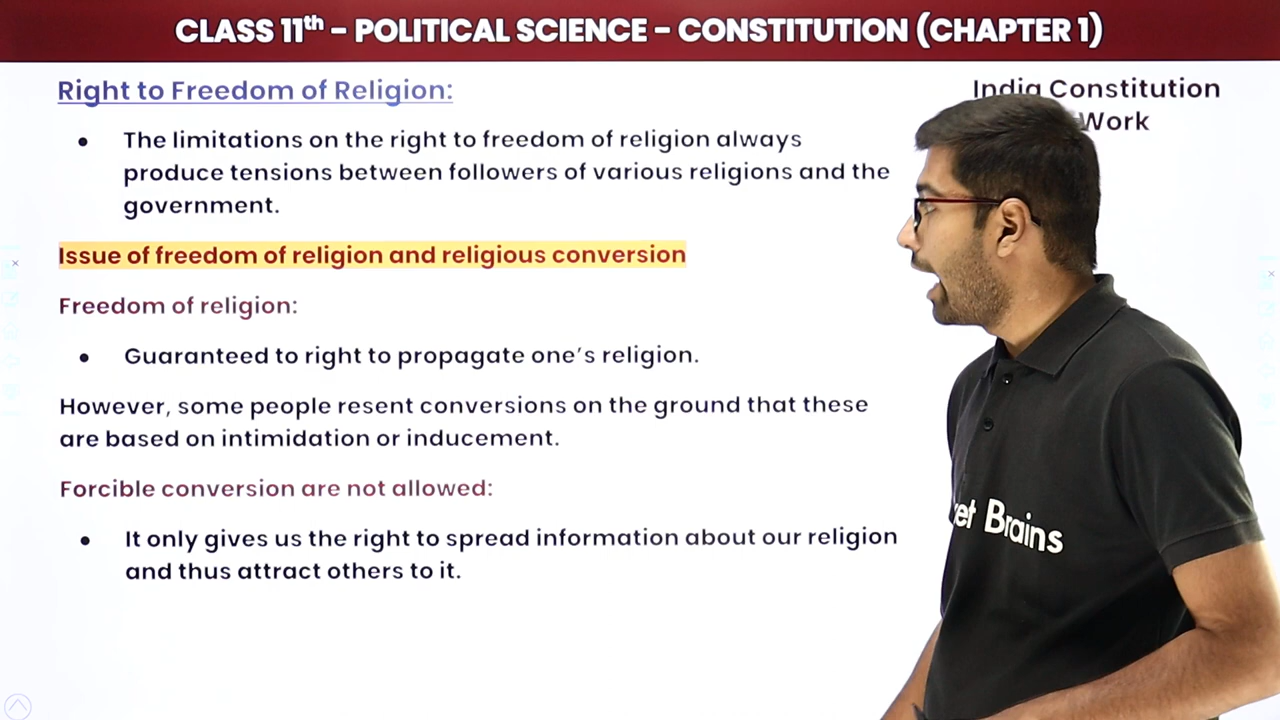 CLASS 11th - POLITICAL SCIENCE - CONSTITUTION (CHAPTER 1)
Right to Freedom of Religion:
• The limitations on the right to freedom of religion always
produce tensions between followers of various religions and the
government.
Issue of freedom of religion and religious conversion
Freedom of religion:
• Guaranteed to right to propagate one's religion.
However, some people resent conversions on the ground that these
are based on intimidation or inducement.
Forcible conversion are not allowed:
• It only gives us the right to spread information about our religion
and thus attract others to it.
India Constitution
Work
Brains